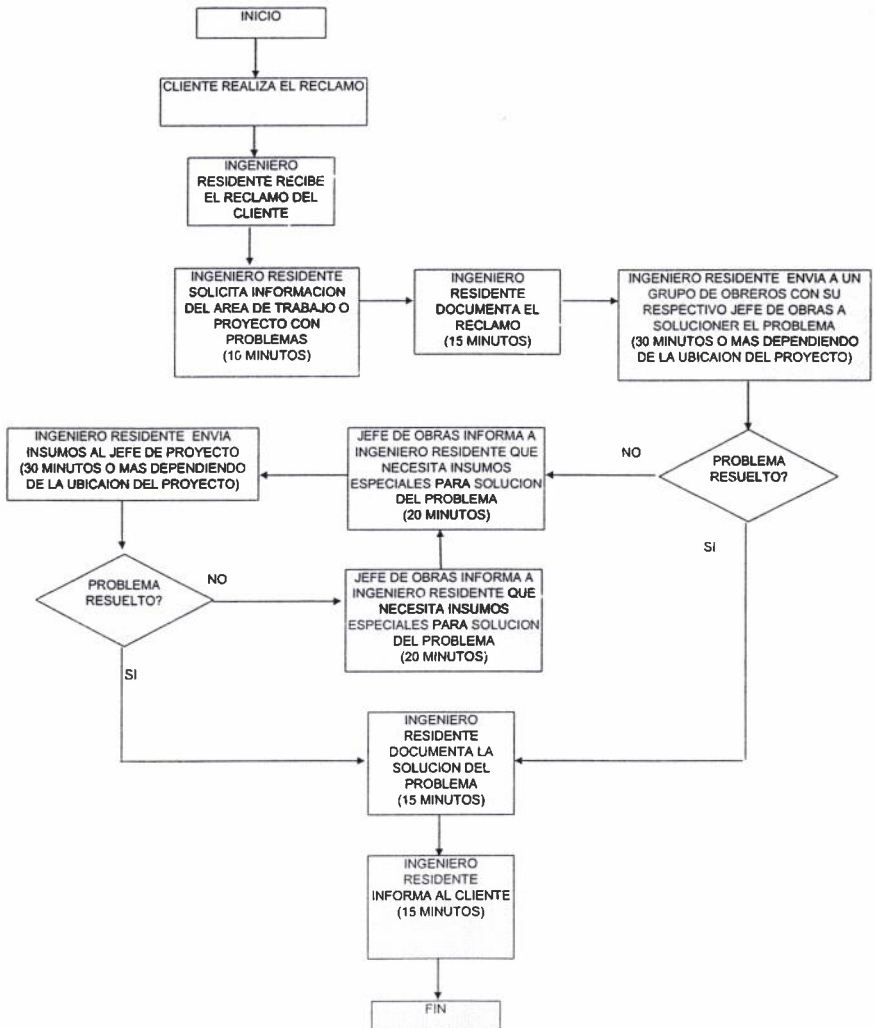 INICIO
CLIENTE REALIZA EL RECLAMO
INGENIERO
RESIDENTE RECIBE
EL RECLAMO DEL
CLIENTE
INGENIERO RESIDENTE
SOLICITA INFORMACION
DEL AREA DE TRABAJO O
PROYECTO CON
PROBLEMAS
(10 MINUTOS)
INGENIERO
RESIDENTE
DOCUMENTA EL
RECLAMO
(15 MINUTOS)
INGENIERO RESIDENTE ENVIA A UN
GRUPO DE OBREROS CON SU
RESPECTIVO JEFE DE OBRAS A
SOLUCIONER EL PROBLEMA
(30 MINUTOS O MAS DEPENDIENDO
DE LA UBICAION DEL PROYECTO)
PROBLEMA
RESUELTO?
NO
SI
JEFE DE OBRAS INFORMA A
INGENIERO RESIDENTE QUE
NECESITA INSUMOS
ESPECIALES PARA SOLUCION
DEL PROBLEMA
(20 MINUTOS)
INGENIERO RESIDENTE ENVIA
INSUMOS AL JEFE DE PROYECTO
(30 MINUTOS O MAS DEPENDIENDO
DE LA UBICAION DEL PROYECTO)
PROBLEMA
RESUELTO?
NO
SI
JEFE DE OBRAS INFORMA A
INGENIERO RESIDENTE QUE
NECESITA INSUMOS
ESPECIALES PARA SOLUCION
DEL PROBLEMA
(20 MINUTOS)
INGENIERO
RESIDENTE
DOCUMENTA LA
SOLUCION DEL
PROBLEMA
(15 MINUTOS)
INGENIERO
RESIDENTE
INFORMA AL CLIENTE
(15 MINUTOS)
FIN